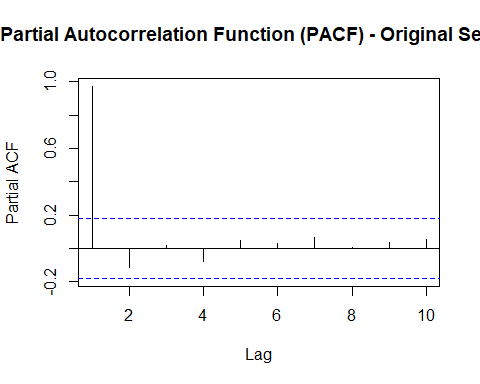 Partial Autocorrelation Function (PACF) - Original Se
1.0
0.6
0.2
-0.2
Partial ACF
2 4 6 8 10
Lag